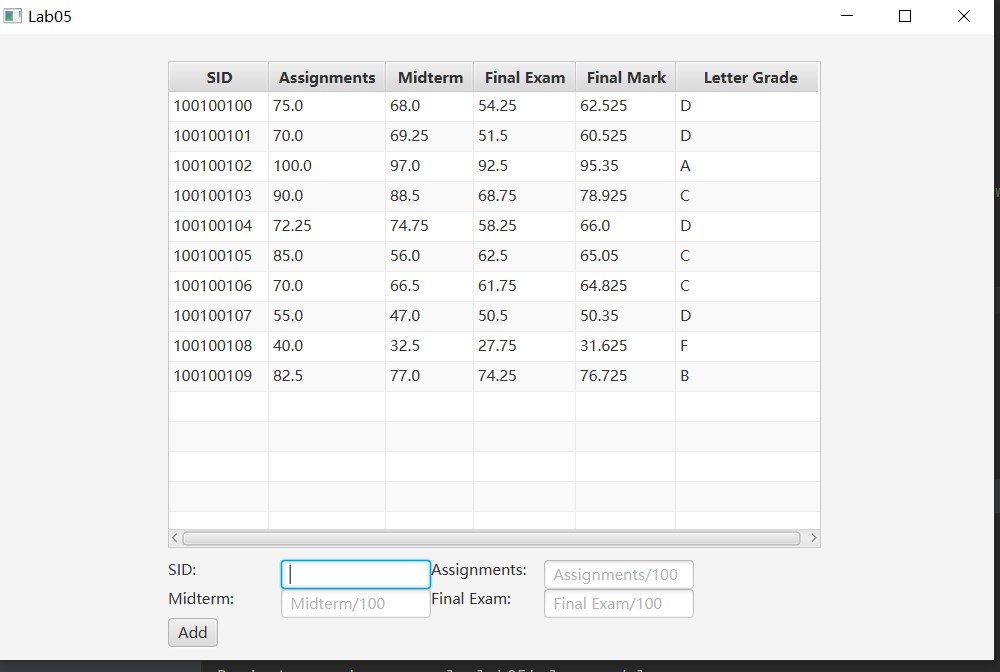 Lab05
SID Assignments Midterm Final Exam Final Mark Letter Grade
100100100 75.0 68.0 54.25 62.525 D
100100101 70.0 69.25 51.5 60.525 D
100100102 100.0 97.0 92.5 95.35 A
100100103 90.0 88.5 68.75 78.925 C
100100104 72.25 74.75 58.25 66.0 D
100100105 85.0 56.0 62.5 65.05 C
100100106 70.0 66.5 61.75 64.825 C
100100107 55.0 47.0 50.5 50.35 D
100100108 40.0 32.5 27.75 31.625 F
100100109 82.5 77.0 74.25 76.725 B
SID: Assignments: Assignments/100
Midterm: Midterm/100 Final Exam: Final Exam/100
Add